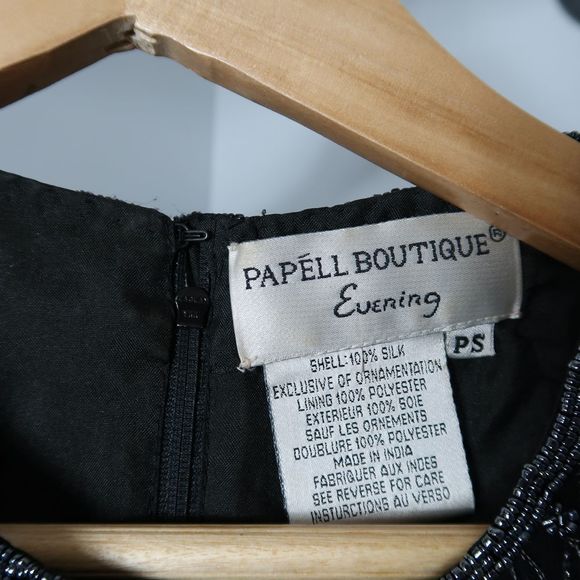 PAPÉLL BOUTIQUE®
Evening
PS
SHELL: 100% SILK
EXCLUSIVE OF ORNAMENTATION
LINING 100% POLYESTER
EXTERIEUR 100% SOIE
SAUF LES ORNEMENTS
DOUBLURE 100% POLYESTER
MADE IN INDIA
FABRIQUER AUX INDES
SEE REVERSE FOR CARE
INSTURCTIONS AU VERSO